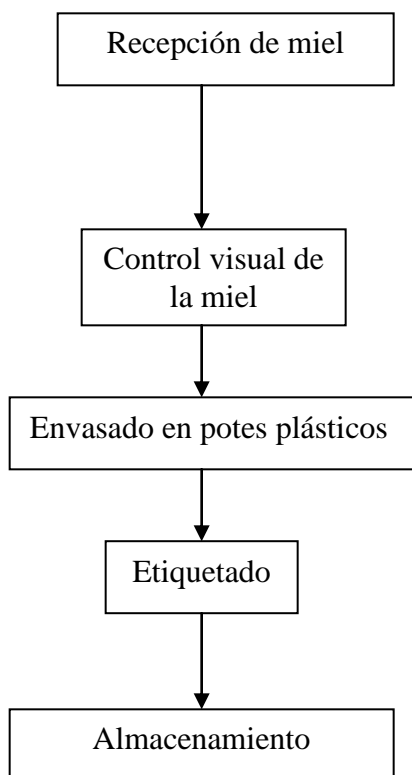 Recepción de miel
Control visual de
la miel
Envasado en potes plásticos
Etiquetado
Almacenamiento